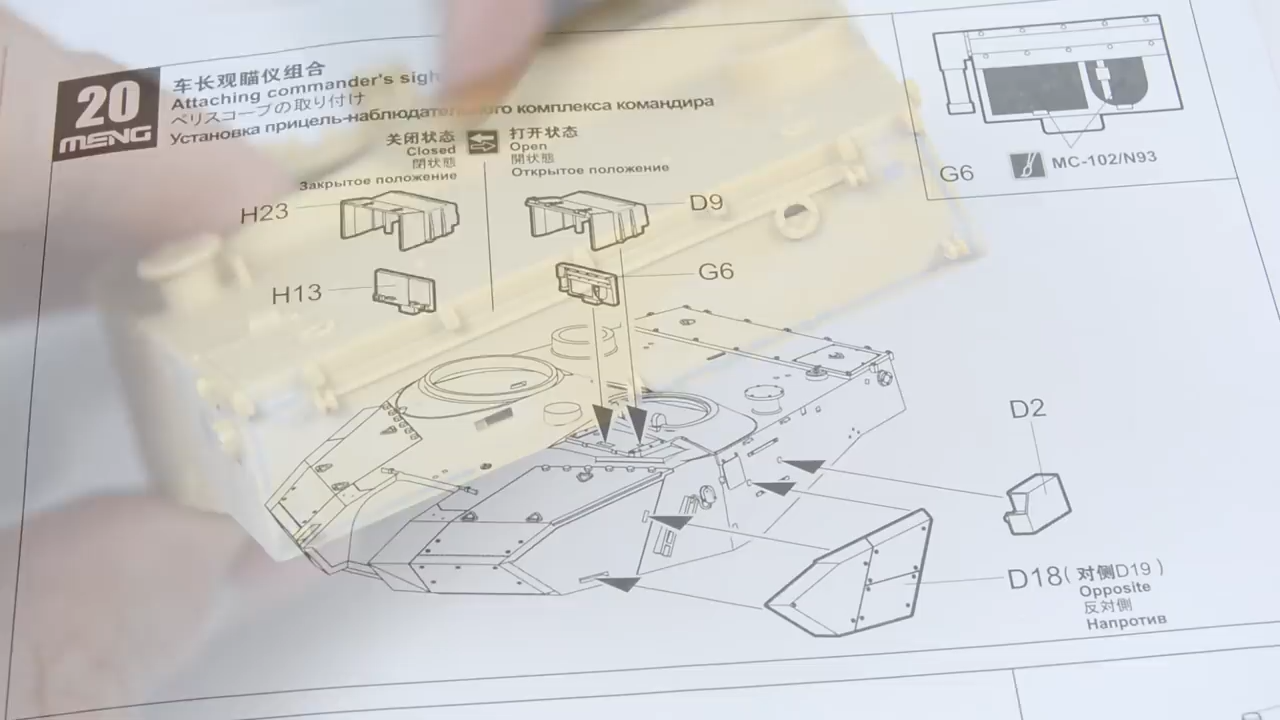 20
MENG
车长观瞄仪组合
Attaching commander's
ペリスコープの取り付け
Установка прицель-наблюдательного комплекса командира
关闭状态
Closed
閉状態
Закрытое положение
打开状态
Open
開状態
Открытое положение
H23
D9
H13
G6
G6
MC-102/N93
D2
D18( 对侧D19 )
Opposite
反対側
Напротив